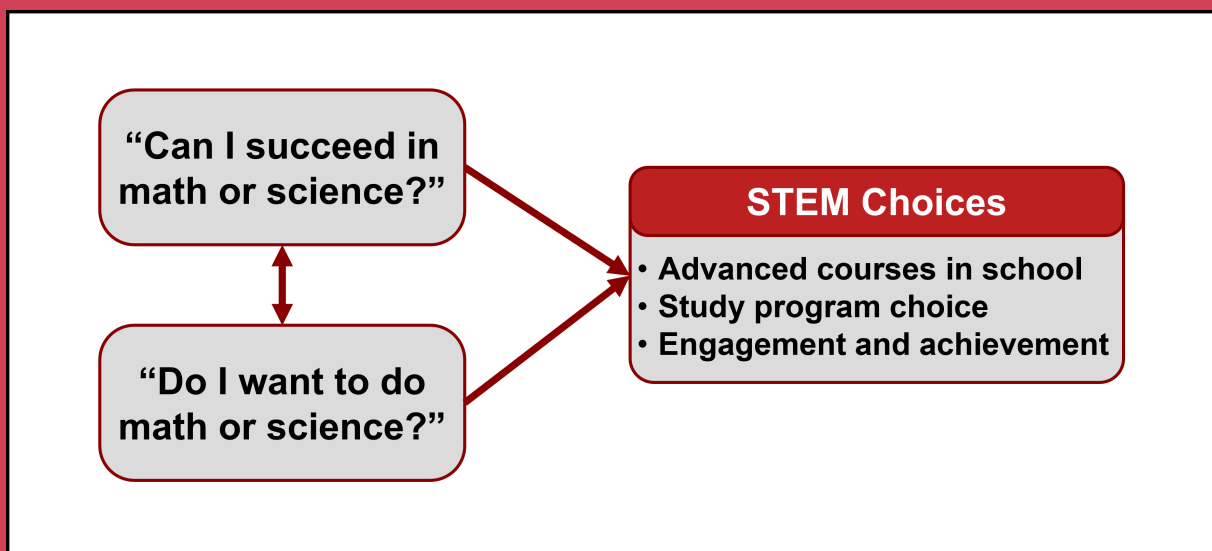 “Can I succeed in
math or science?”
“Do I want to do
math or science?”
STEM Choices
• Advanced courses in school
• Study program choice
• Engagement and achievement